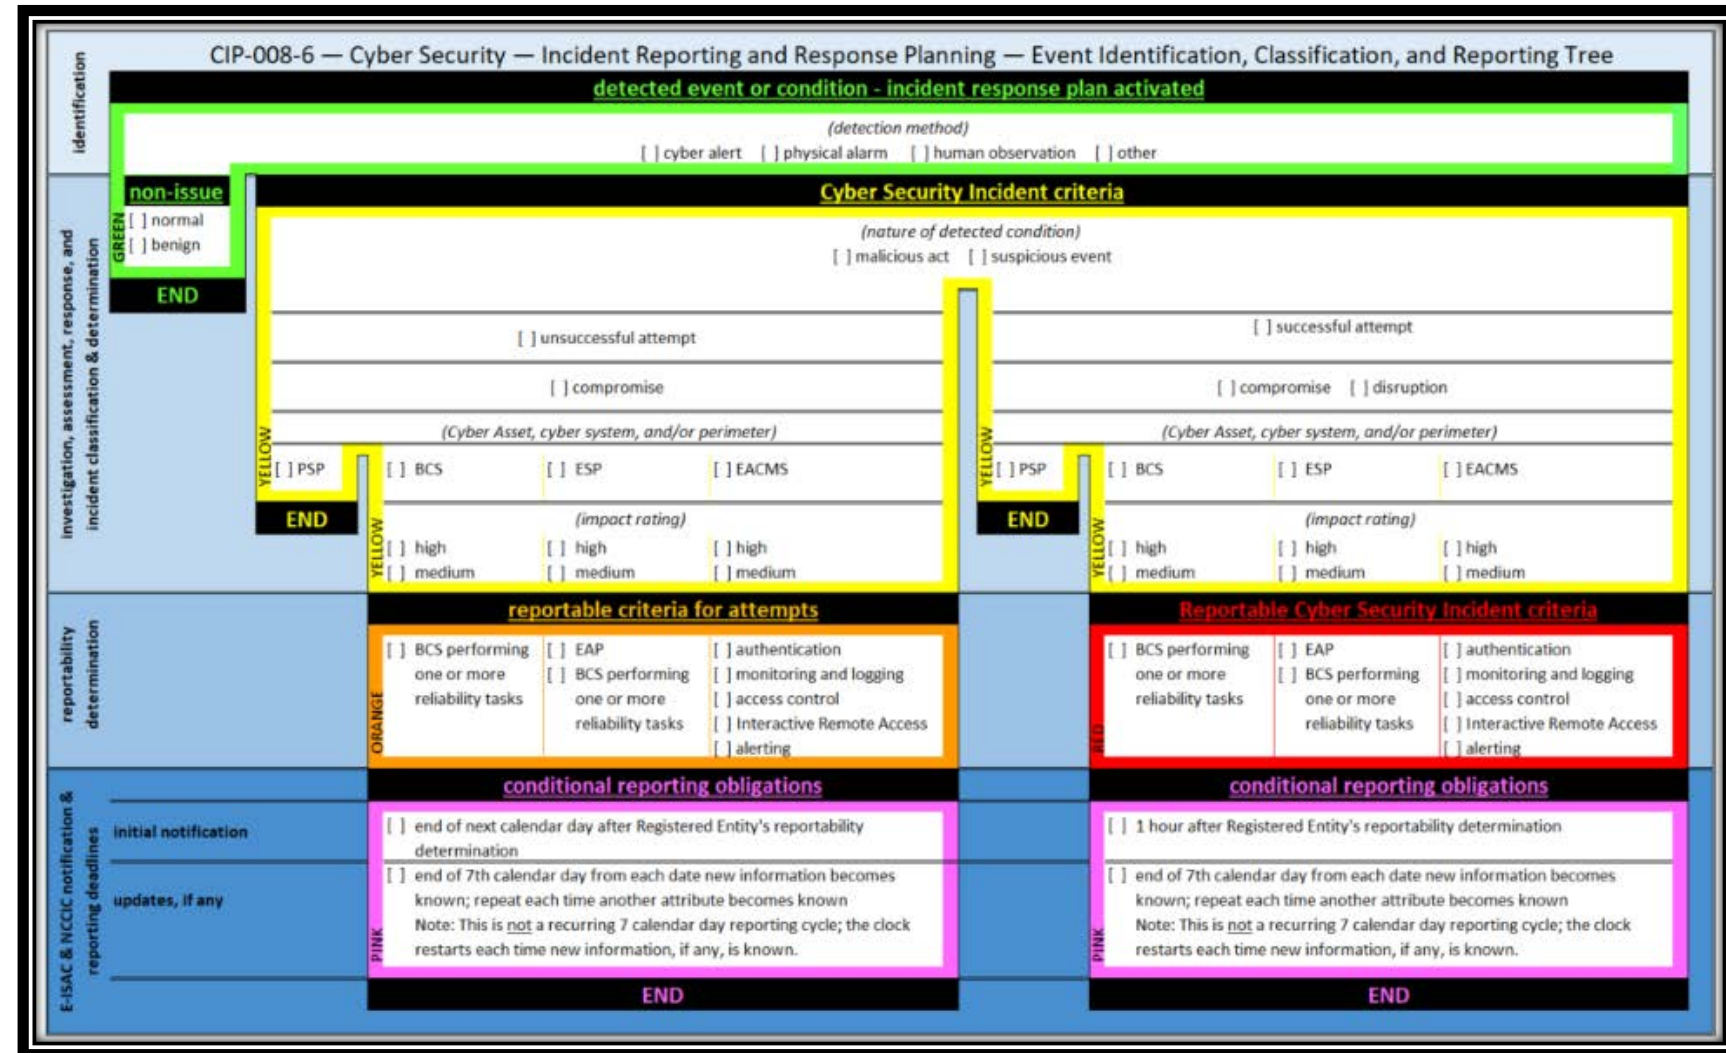 CIP-008-6 — Cyber Security — Incident Reporting and Response Planning — Event Identification, Classification, and Reporting Tree
identification
detected event or condition - incident response plan activated
(detection method)
[ ] cyber alert [ ] physical alarm [ ] human observation [ ] other
investigation, assessment, response, and
incident classification & determination
non-issue
GREEN
[ ] normal
[ ] benign
END
Cyber Security Incident criteria
(nature of detected condition)
[ ] malicious act [ ] suspicious event
[ ] unsuccessful attempt
[ ] compromise
(Cyber Asset, cyber system, and/or perimeter)
YELLOW
[ ] PSP
[ ] BCS [ ] ESP [ ] EACMS
END
YELLOW
(impact rating)
[ ] high [ ] high [ ] high
[ ] medium [ ] medium [ ] medium
[ ] successful attempt
[ ] compromise [ ] disruption
(Cyber Asset, cyber system, and/or perimeter)
YELLOW
[ ] PSP
[ ] BCS [ ] ESP [ ] EACMS
END
YELLOW
(impact rating)
[ ] high [ ] high [ ] high
[ ] medium [ ] medium [ ] medium
reportability
determination
reportable criteria for attempts
ORANGE
[ ] BCS performing
one or more
reliability tasks
[ ] EAP
[ ] BCS performing
one or more
reliability tasks
[ ] authentication
[ ] monitoring and logging
[ ] access control
[ ] Interactive Remote Access
[ ] alerting
Reportable Cyber Security Incident criteria
RED
[ ] BCS performing
one or more
reliability tasks
[ ] EAP
[ ] BCS performing
one or more
reliability tasks
[ ] authentication
[ ] monitoring and logging
[ ] access control
[ ] Interactive Remote Access
[ ] alerting
E-ISAC & NCCIC notification &
reporting deadlines
initial notification
updates, if any
conditional reporting obligations
PINK
[ ] end of next calendar day after Registered Entity's reportability
determination
[ ] end of 7th calendar day from each date new information becomes
known; repeat each time another attribute becomes known
Note: This is not a recurring 7 calendar day reporting cycle; the clock
restarts each time new information, if any, is known.
END
conditional reporting obligations
PINK
[ ] 1 hour after Registered Entity's reportability determination
[ ] end of 7th calendar day from each date new information becomes
known; repeat each time another attribute becomes known
Note: This is not a recurring 7 calendar day reporting cycle; the clock
restarts each time new information, if any, is known.
END